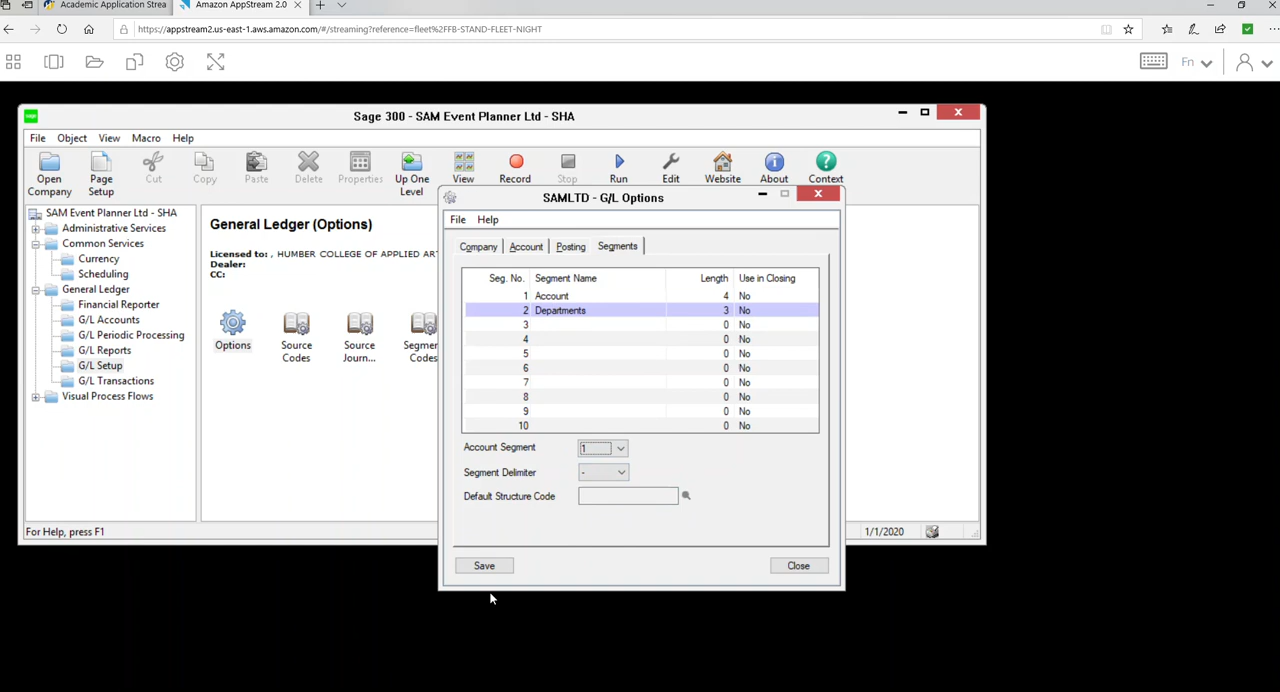 Academic Application Strea
Amazon AppStream 2.0
https://appstream2.us-east-1.aws.amazon.com/#/streaming?reference=fleet%2FFB-STAND-FLEET-NIGHT
Fn
sage
Sage 300 - SAM Event Planner Ltd - SHA
File Object View Macro Help
Open Company
Page Setup
Cut
Copy
Paste
Delete
Properties
Up One Level
View
Record
Stop
Run
Edit
Website
About
Context
SAM Event Planner Ltd - SHA
Administrative Services
Common Services
Currency
Scheduling
General Ledger
Financial Reporter
G/L Accounts
G/L Periodic Processing
G/L Reports
G/L Setup
G/L Transactions
Visual Process Flows
General Ledger (Options)
Licensed to: , HUMBER COLLEGE OF APPLIED AR
Dealer:
CC:
Options
Source Codes
Source Journ...
Segmen Codes
SAMLTD - G/L Options
File Help
Company Account Posting Segments
Seg. No. Segment Name Length Use in Closing
1 Account 4 No
2 Departments 3 No
3 0 No
4 0 No
5 0 No
6 0 No
7 0 No
8 0 No
9 0 No
10 0 No
Account Segment 1
Segment Delimiter -
Default Structure Code
Save Close
For Help, press F1
1/1/2020